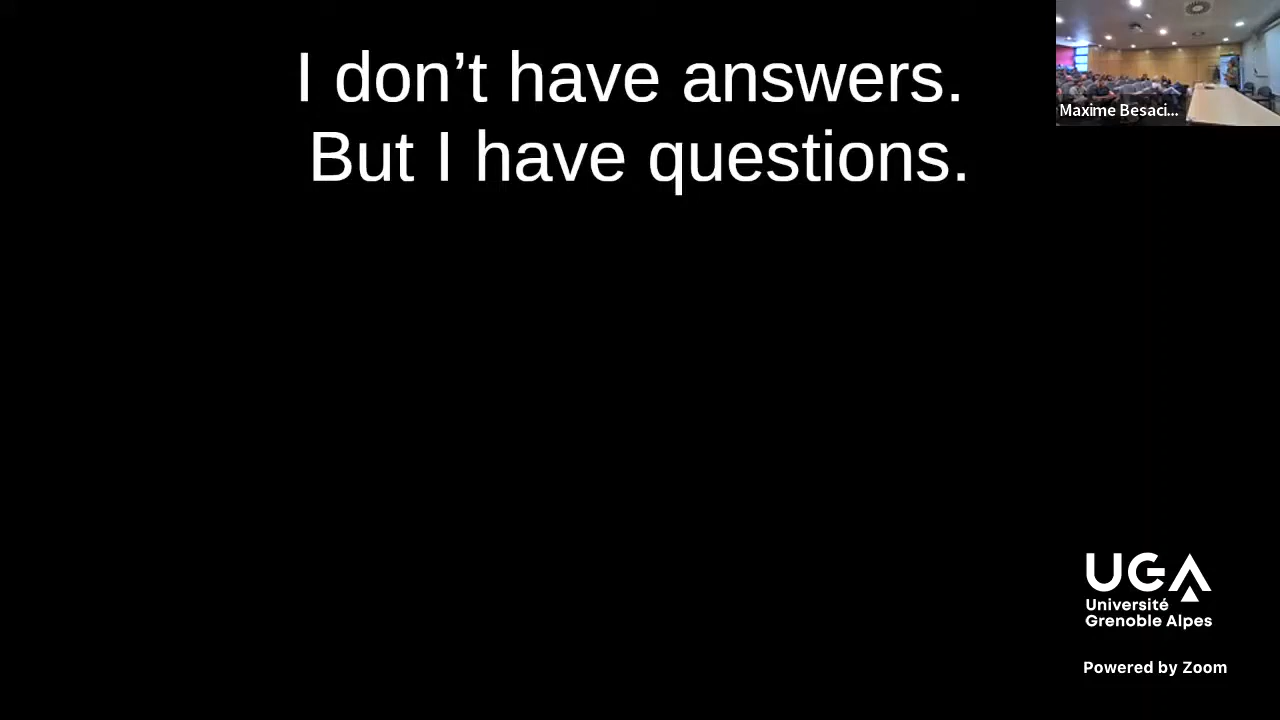 I don’t have answers.
But I have questions.
Maxime Besaci...
UGA
Université
Grenoble Alpes
Powered by Zoom